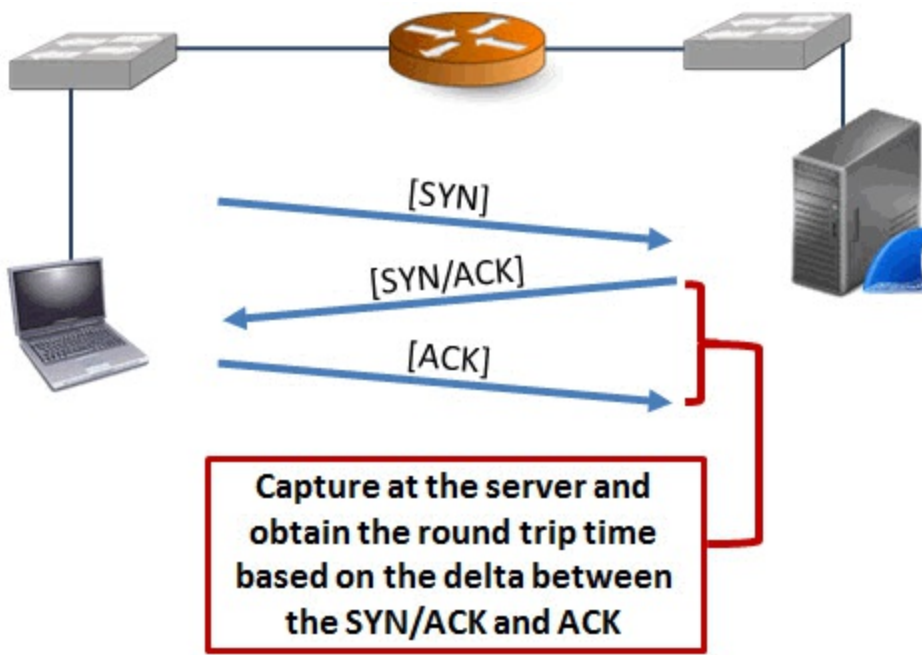 [SYN]
[SYN/ACK]
[ACK]
Capture at the server and
obtain the round trip time
based on the delta between
the SYN/ACK and ACK